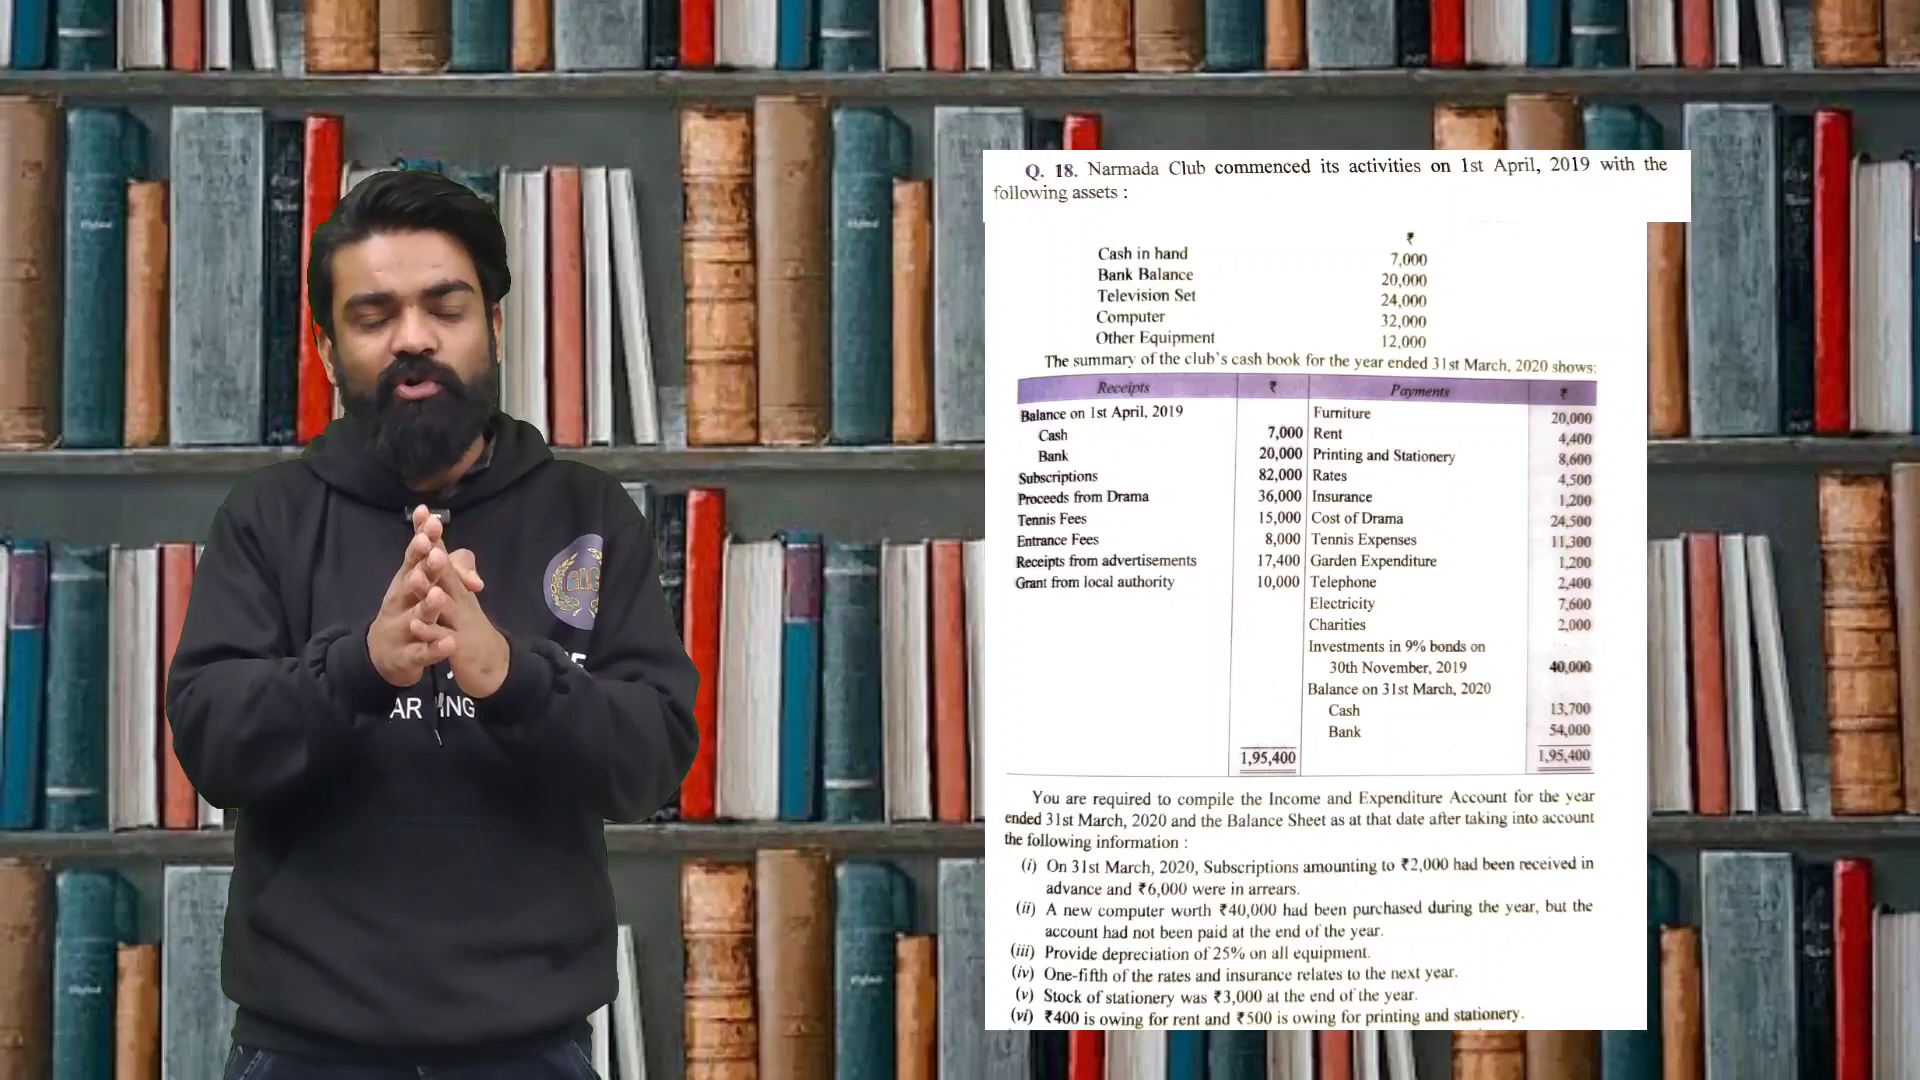 Q. 18. Narmada Club commenced its activities on 1st April, 2019 with the
following assets :
₹
Cash in hand 7,000
Bank Balance 20,000
Television Set 24,000
Computer 32,000
Other Equipment 12,000
The summary of the club's cash book for the year ended 31st March, 2020 shows:
Receipts ₹ Payments ₹
Balance on 1st April, 2019 Furniture 20,000
Cash 7,000 Rent 4,400
Bank 20,000 Printing and Stationery 8,600
Subscriptions 82,000 Rates 4,500
Proceeds from Drama 36,000 Insurance 1,200
Tennis Fees 15,000 Cost of Drama 24,500
Entrance Fees 8,000 Tennis Expenses 11,300
Receipts from advertisements 17,400 Garden Expenditure 1,200
Grant from local authority 10,000 Telephone 2,400
Electricity 7,600
Charities 2,000
Investments in 9% bonds on
30th November, 2019 40,000
Balance on 31st March, 2020
Cash 13,700
Bank 54,000
1,95,400 1,95,400
You are required to compile the Income and Expenditure Account for the year
ended 31st March, 2020 and the Balance Sheet as at that date after taking into account
the following information :
(i) On 31st March, 2020, Subscriptions amounting to ₹2,000 had been received in
advance and ₹6,000 were in arrears.
(ii) A new computer worth ₹40,000 had been purchased during the year, but the
account had not been paid at the end of the year.
(iii) Provide depreciation of 25% on all equipment.
(iv) One-fifth of the rates and insurance relates to the next year.
(v) Stock of stationery was ₹3,000 at the end of the year.
(vi) ₹400 is owing for rent and ₹500 is owing for printing and stationery.